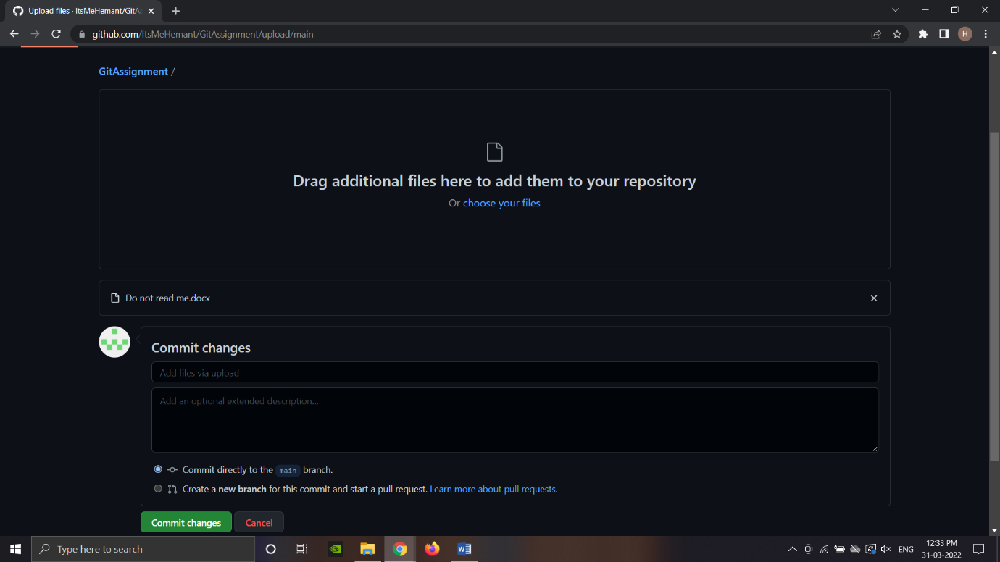 Upload files · ItsMeHemant/GitAs
github.com/ItsMeHemant/GitAssignment/upload/main
H
GitAssignment /
Drag additional files here to add them to your repository
Or choose your files
Do not read me.docx
Commit changes
Add files via upload
Add an optional extended description...
Commit directly to the main branch.
Create a new branch for this commit and start a pull request. Learn more about pull requests.
Commit changes
Cancel
Type here to search
ENG
12:33 PM
31-03-2022